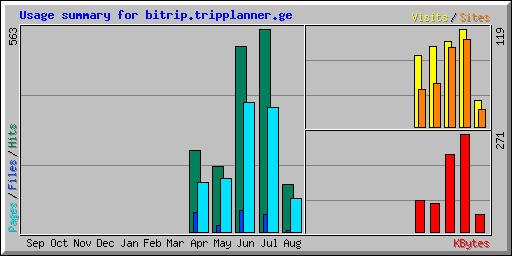 Usage summary for bitrip.tripplanner.ge
Visits/Sites
563
119
Pages/Files/Hits
271
Sep Oct Nov Dec Jan Feb Mar Apr May Jun Jul Aug
KBytes